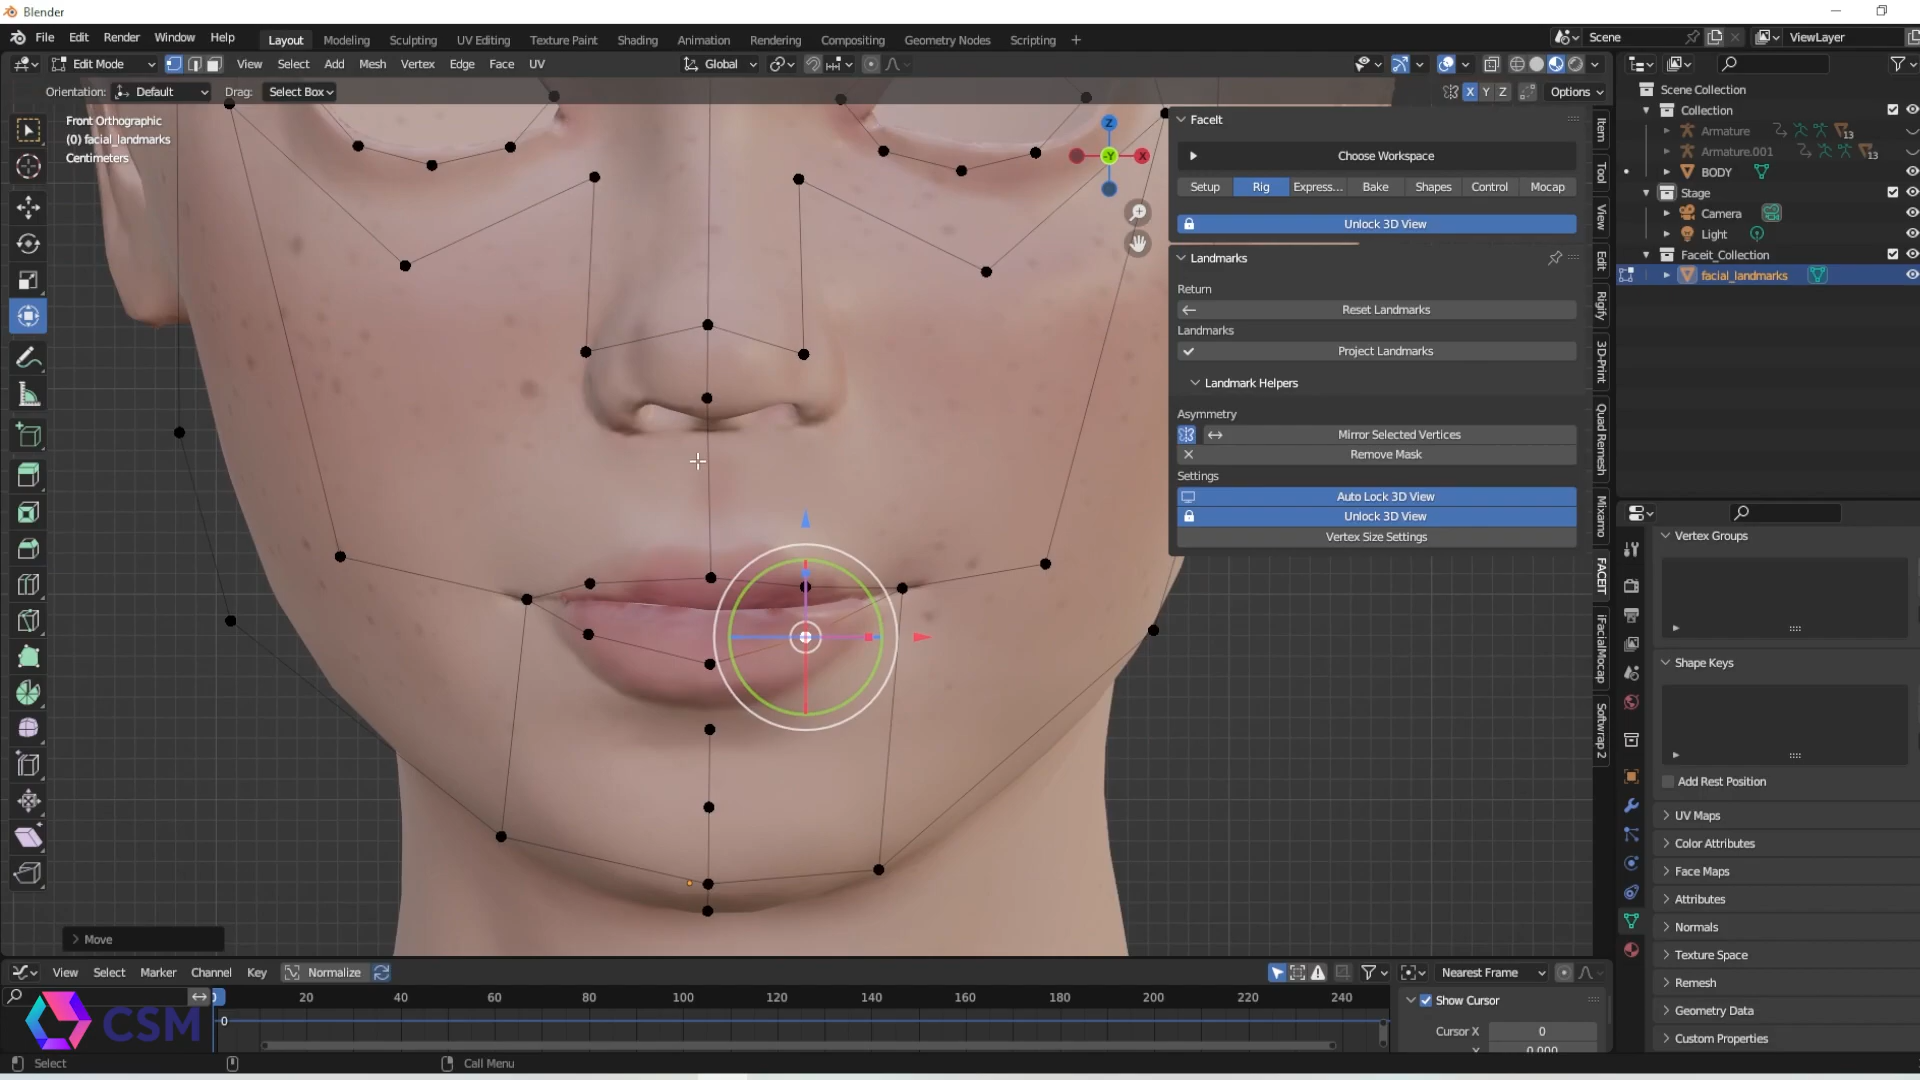 Blender
File Edit Render Window Help
Layout Modeling Sculpting UV Editing Texture Paint Shading Animation Rendering Compositing Geometry Nodes Scripting +
Scene
ViewLayer
Edit Mode
View Select Add Mesh Vertex Edge Face UV
Global
Orientation: Default Drag: Select Box
X Y Z Options
Front Orthographic
(0) facial_landmarks
Centimeters
Z
-Y
X
FaceIt
Choose Workspace
Setup Rig Express... Bake Shapes Control Mocap
Unlock 3D View
Landmarks
Return
Reset Landmarks
Landmarks
Project Landmarks
Landmark Helpers
Asymmetry
Mirror Selected Vertices
Remove Mask
Settings
Auto Lock 3D View
Unlock 3D View
Vertex Size Settings
Item
Tool
View
Edit
Rigify
3D-Print
Quad Remesh
Mixamo
FACEIT
iFacialMocap
Softwrap 2
Scene Collection
Collection
Armature 13
Armature.001 13
BODY
Stage
Camera
Light
Faceit_Collection
facial_landmarks
Vertex Groups
Shape Keys
Add Rest Position
UV Maps
Color Attributes
Face Maps
Attributes
Normals
Texture Space
Remesh
Geometry Data
Custom Properties
Move
View Select Marker Channel Key Normalize
Nearest Frame
20 40 60 80 100 120 140 160 180 200 220 240
0
Show Cursor
Cursor X 0
Y 0.000
CSM
Select
Call Menu